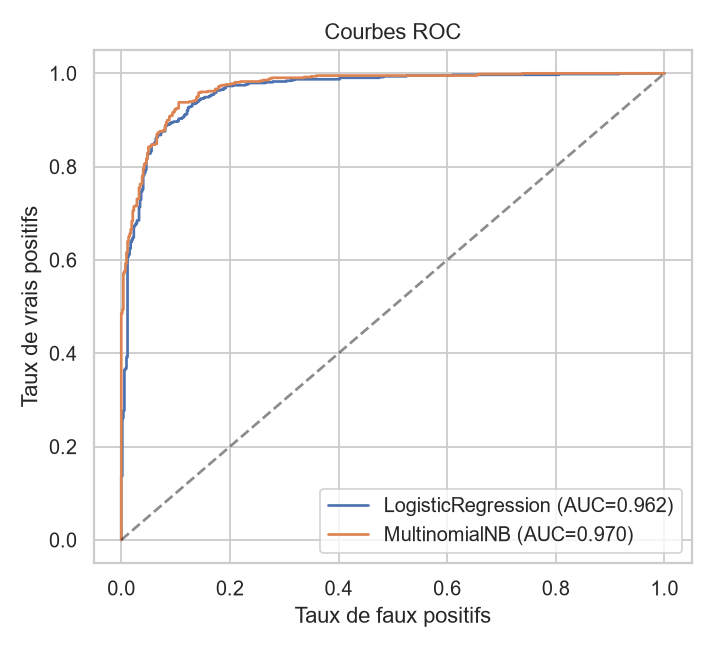 Courbes ROC
1.0
0.8
0.6
0.4
0.2
0.0
Taux de vrais positifs
LogisticRegression (AUC=0.962)
MultinomialNB (AUC=0.970)
0.0 0.2 0.4 0.6 0.8 1.0
Taux de faux positifs